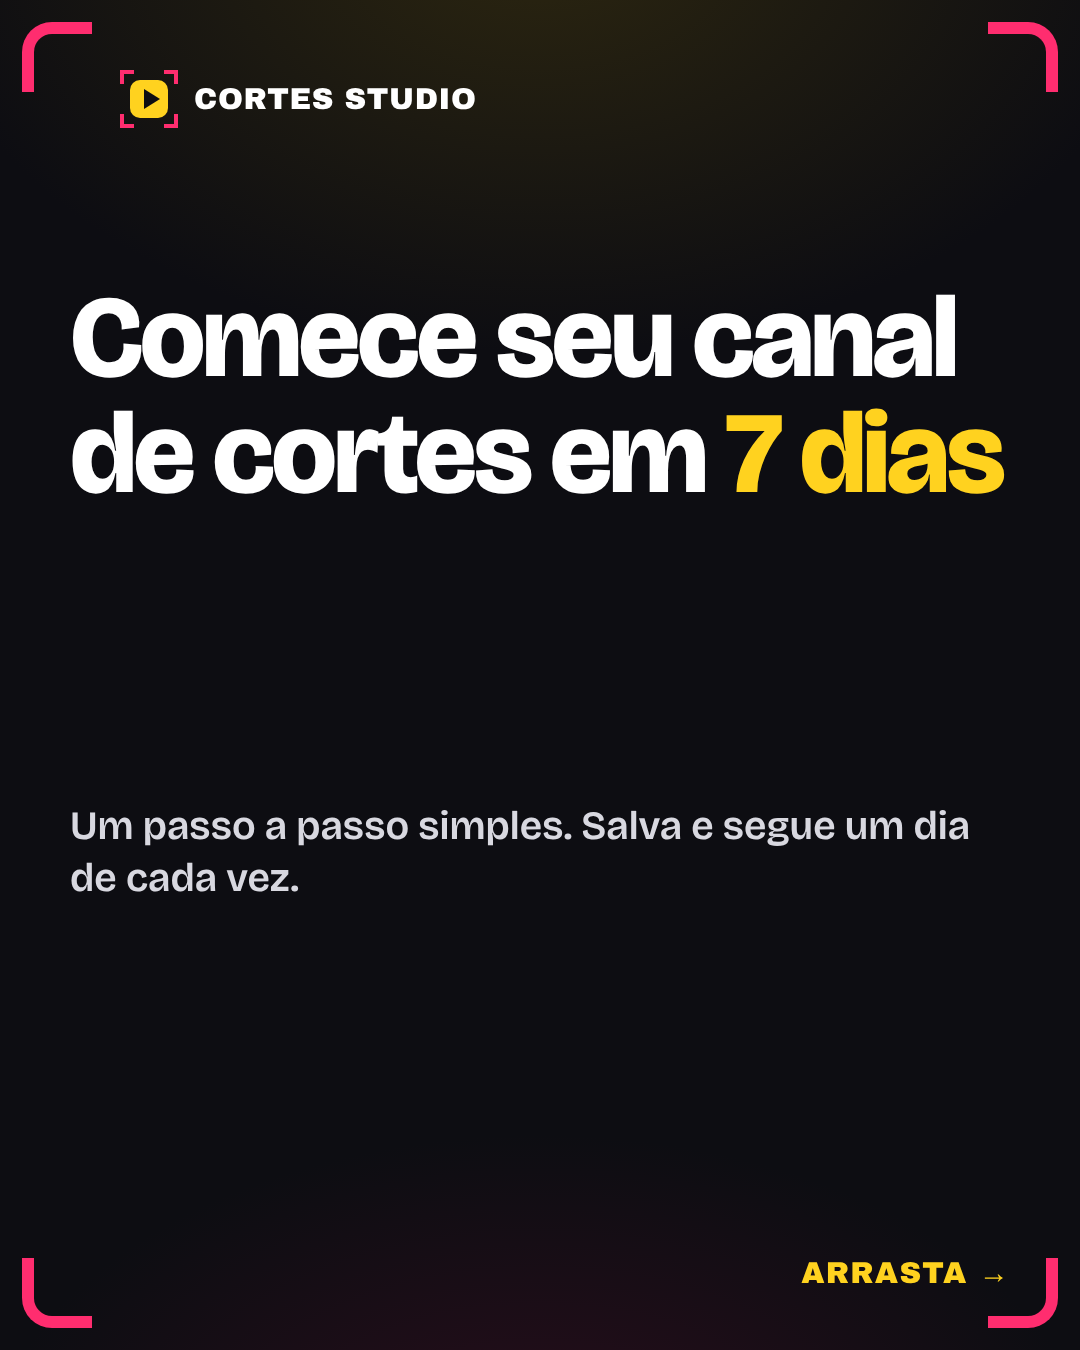 CORTES STUDIO
Comece seu canal
de cortes em 7 dias
Um passo a passo simples. Salva e segue um dia
de cada vez.
ARRASTA →